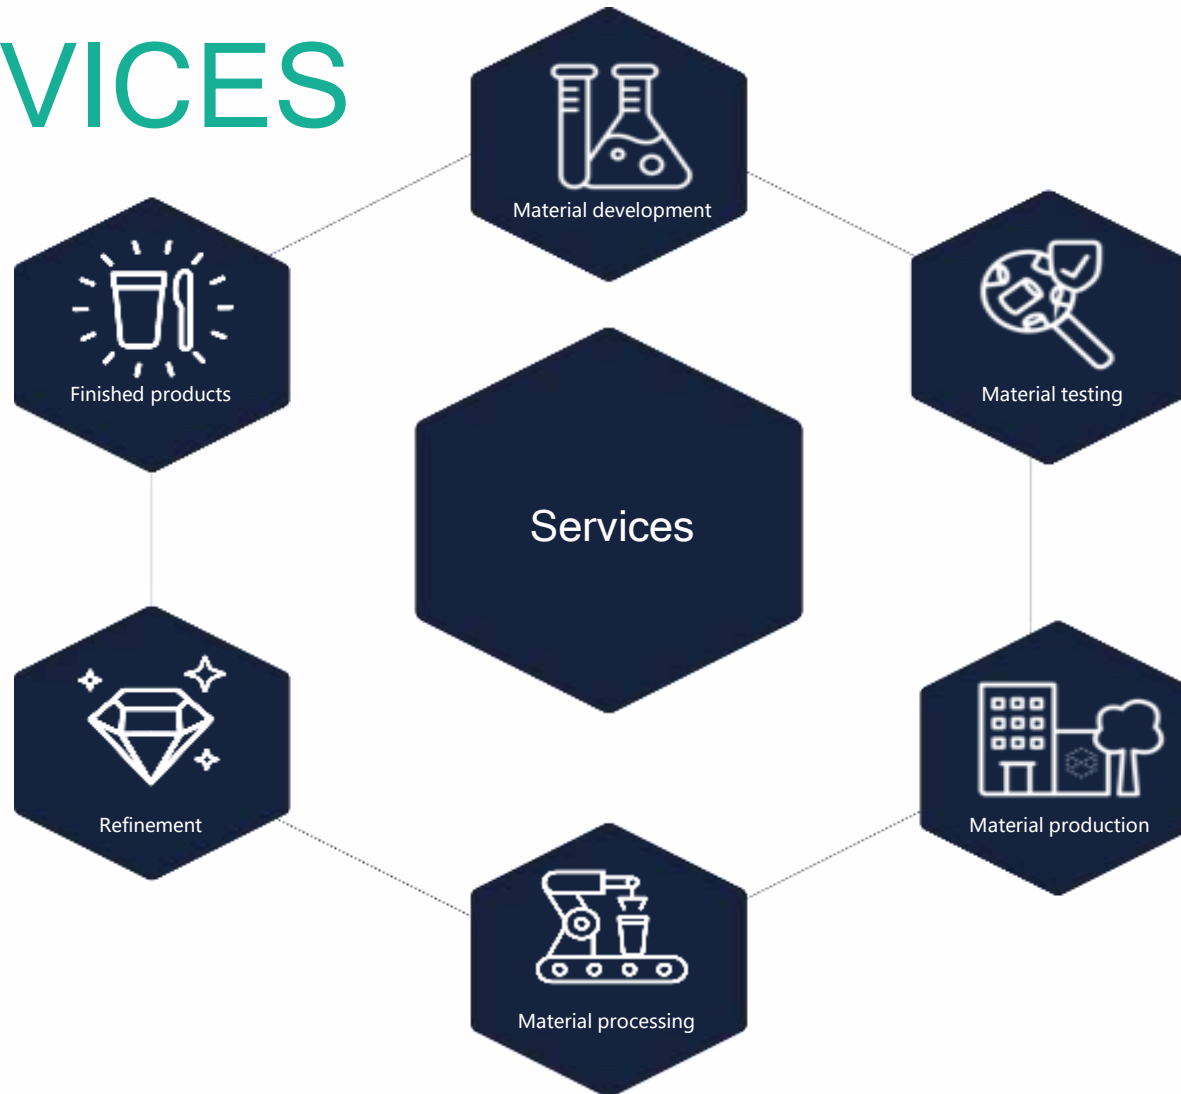 VICES
Material development
Finished products
Material testing
Services
Refinement
Material production
Material processing